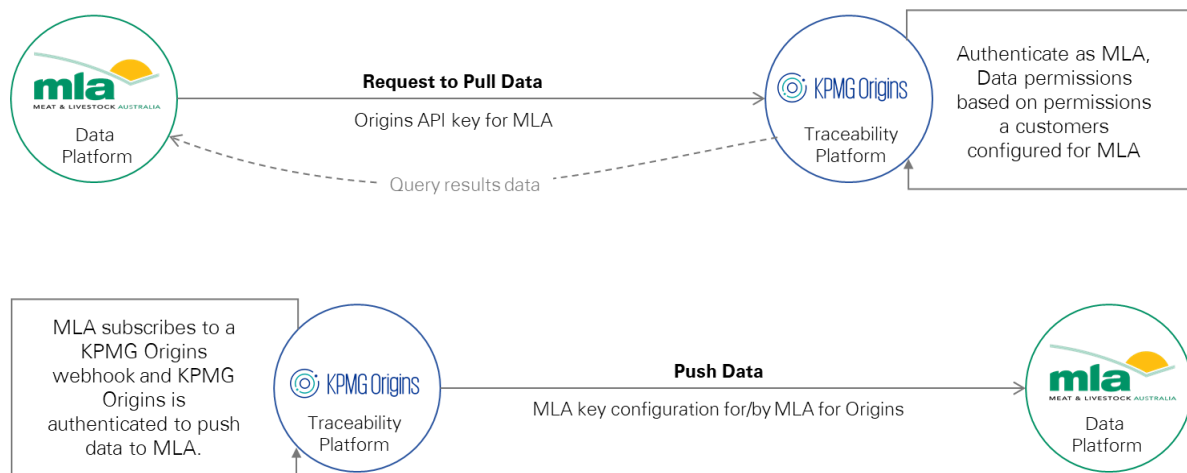 mla
MEAT & LIVESTOCK AUSTRALIA
Data
Platform
Request to Pull Data
Origins API key for MLA
Query results data
KPMG Origins
Traceability
Platform
Authenticate as MLA,
Data permissions
based on permissions
a customers
configured for MLA
MLA subscribes to a
KPMG Origins
webhook and KPMG
Origins is
authenticated to push
data to MLA.
KPMG Origins
Traceability
Platform
Push Data
MLA key configuration for/by MLA for Origins
mla
MEAT & LIVESTOCK AUSTRALIA
Data
Platform